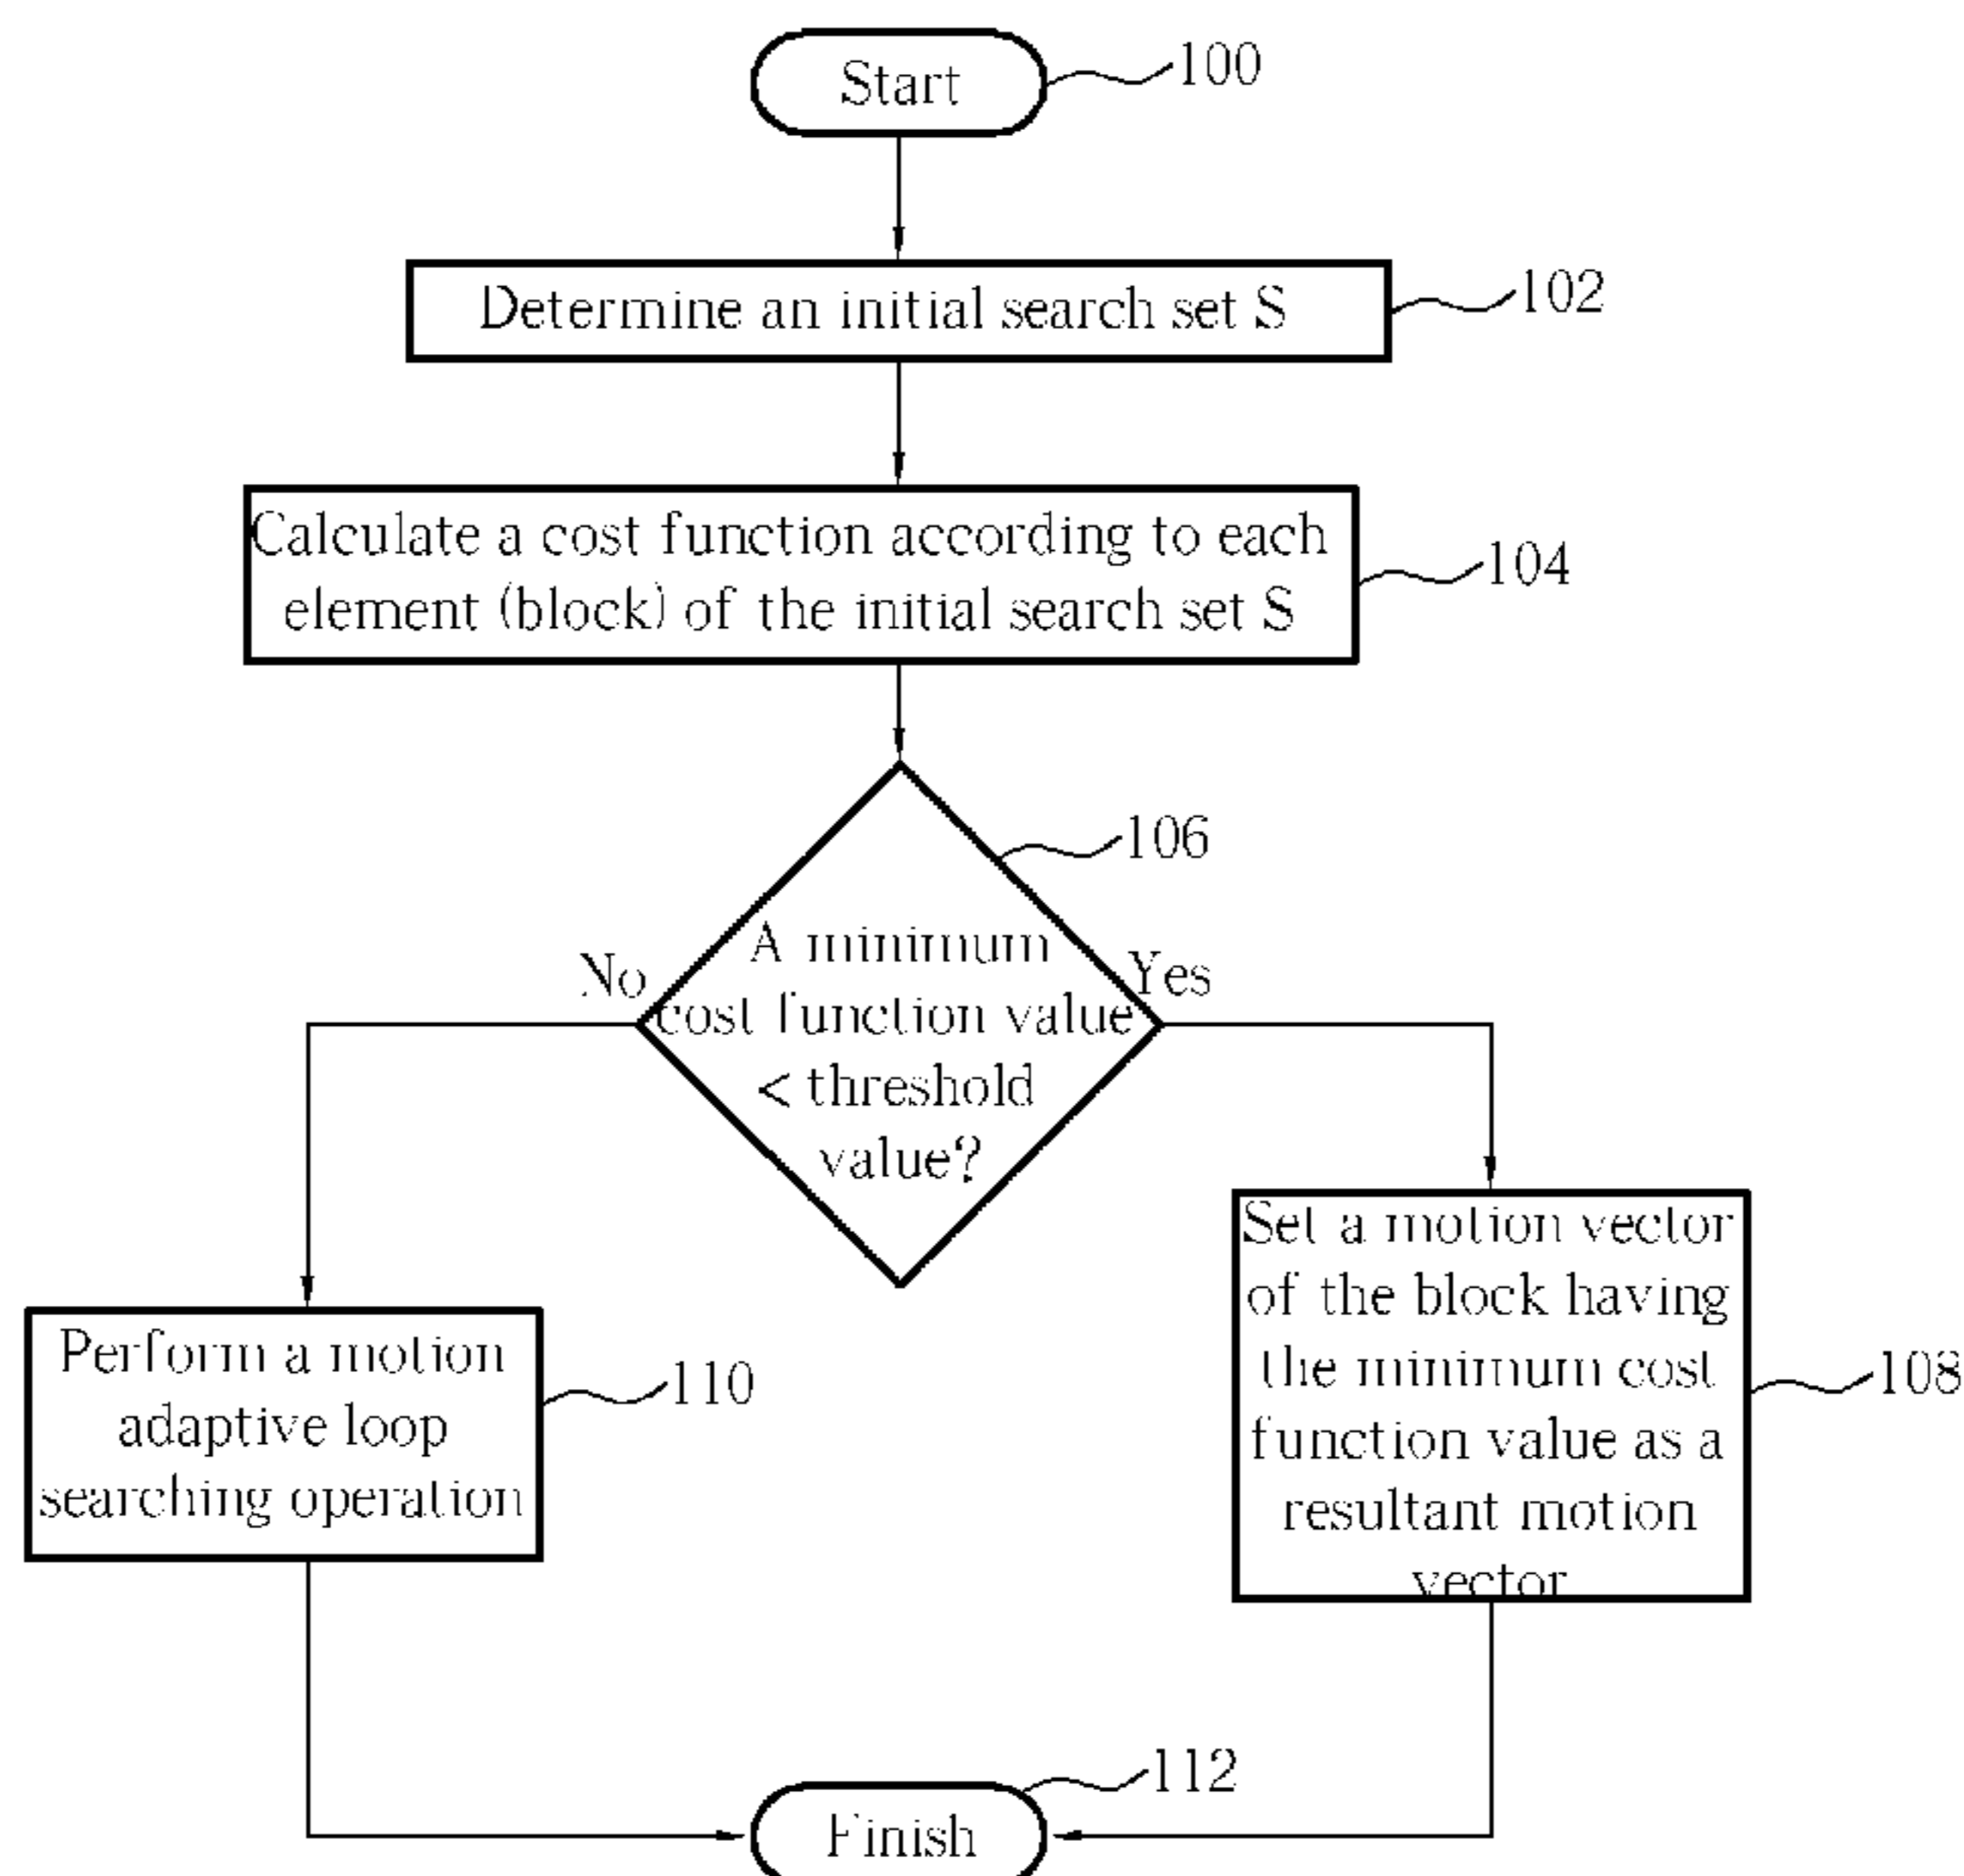 Start
100
Determine an initial search set S
102
Calculate a cost function according to each
element (block) of the initial search set S
104
106
A minimum
cost function value
< threshold
value?
No
Yes
Perform a motion
adaptive loop
searching operation
110
Set a motion vector
of the block having
the minimum cost
function value as a
resultant motion
vector
108
112
Finish